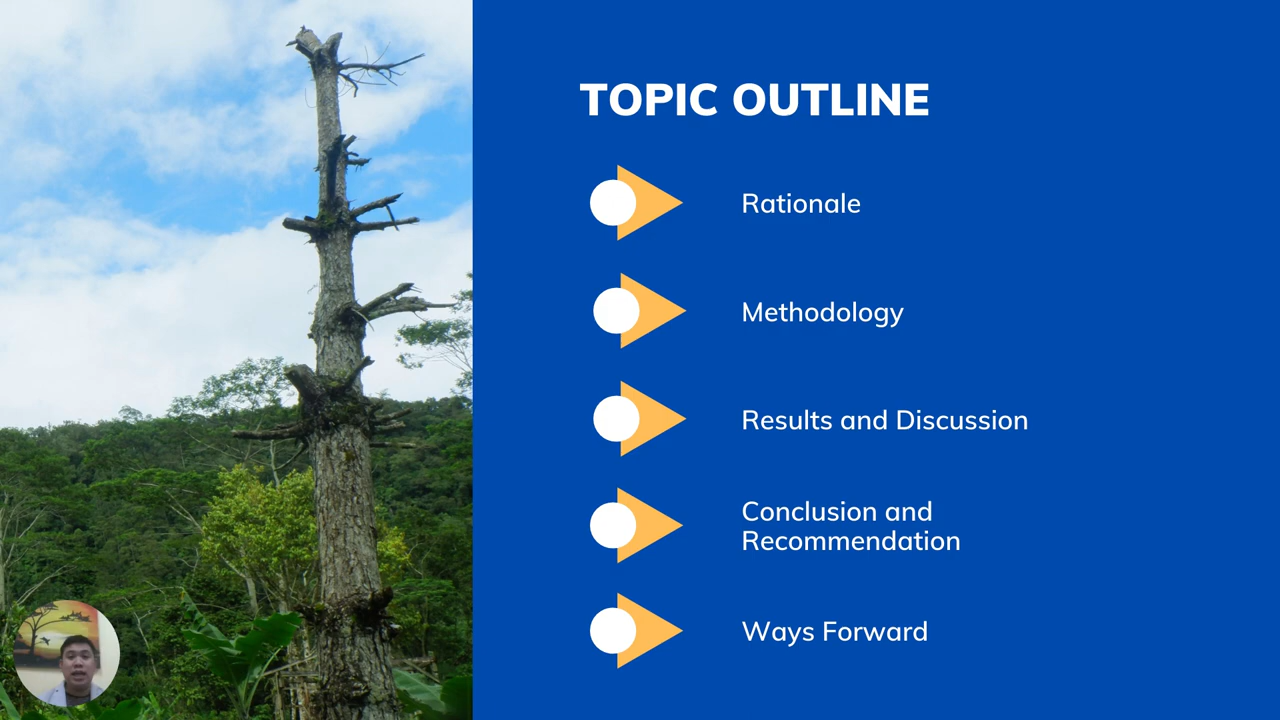 TOPIC OUTLINE
Rationale
Methodology
Results and Discussion
Conclusion and
Recommendation
Ways Forward